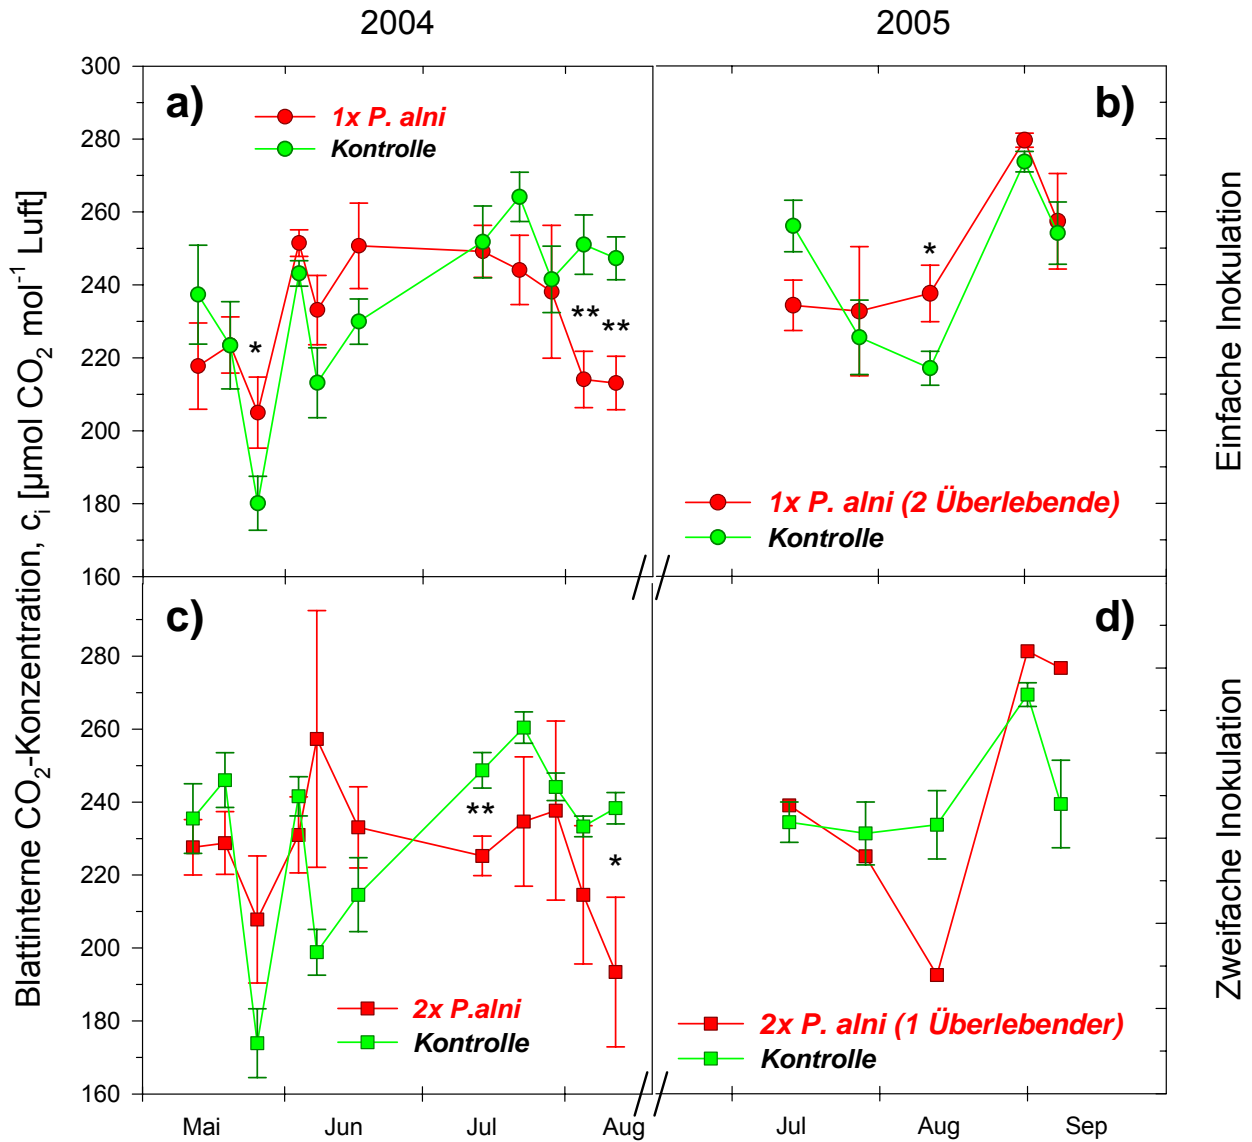 2004
2005
Blattinterne CO₂-Konzentration, cᵢ [µmol CO₂ mol⁻¹ Luft]
300
280
260
240
220
200
180
160
a)
1x P. alni
Kontrolle
*
**
**
b)
*
1x P. alni (2 Überlebende)
Kontrolle
Einfache Inokulation
280
260
240
220
200
180
160
c)
**
*
2x P.alni
Kontrolle
d)
2x P. alni (1 Überlebender)
Kontrolle
Zweifache Inokulation
Mai
Jun
Jul
Aug
Jul
Aug
Sep